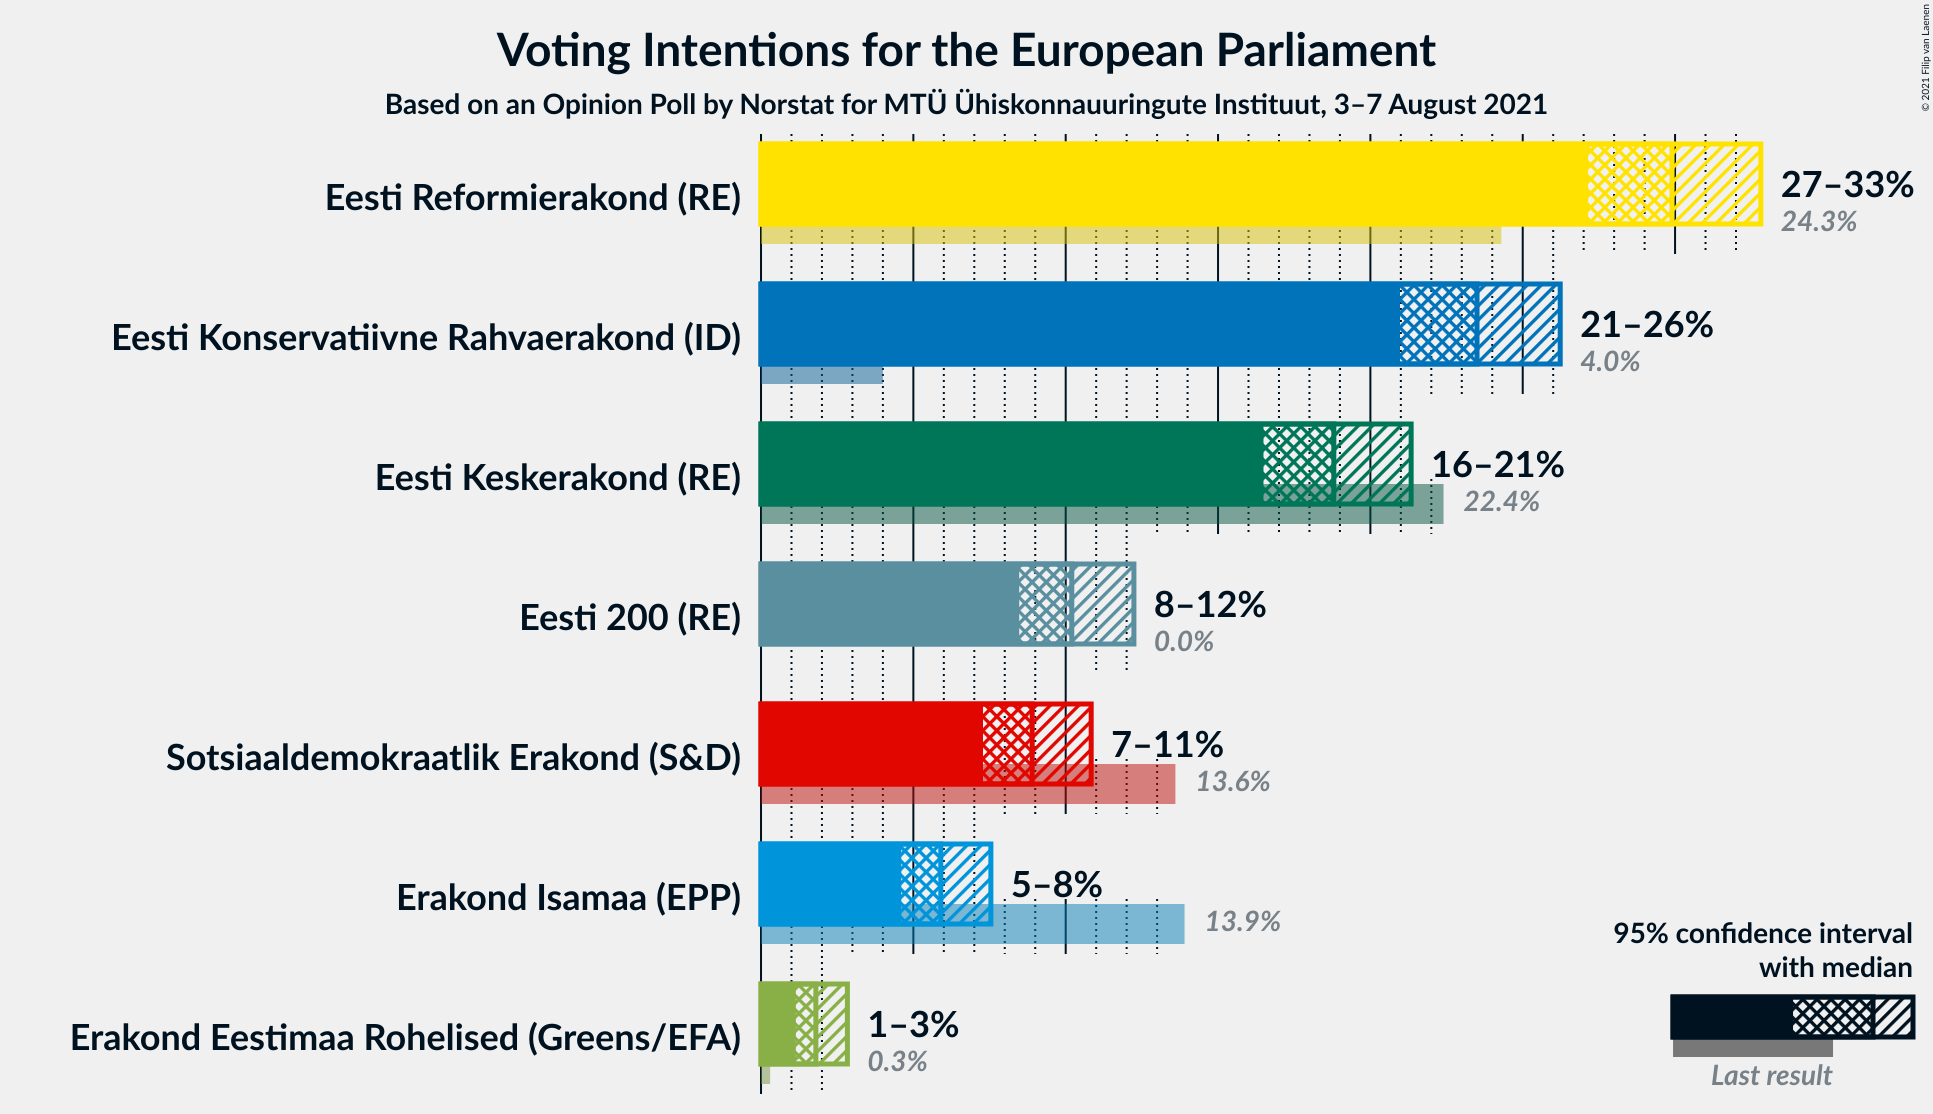 Voting Intentions for the European Parliament
Based on an Opinion Poll by Norstat for MTÜ Ühiskonnauuringute Instituut, 3–7 August 2021
© 2021 Filip van Laenen
Eesti Reformierakond (RE)
27–33%
24.3%
Eesti Konservatiivne Rahvaerakond (ID)
21–26%
4.0%
Eesti Keskerakond (RE)
16–21%
22.4%
Eesti 200 (RE)
8–12%
0.0%
Sotsiaaldemokraatlik Erakond (S&D)
7–11%
13.6%
Erakond Isamaa (EPP)
5–8%
13.9%
Erakond Eestimaa Rohelised (Greens/EFA)
1–3%
0.3%
95% confidence interval
with median
Last result